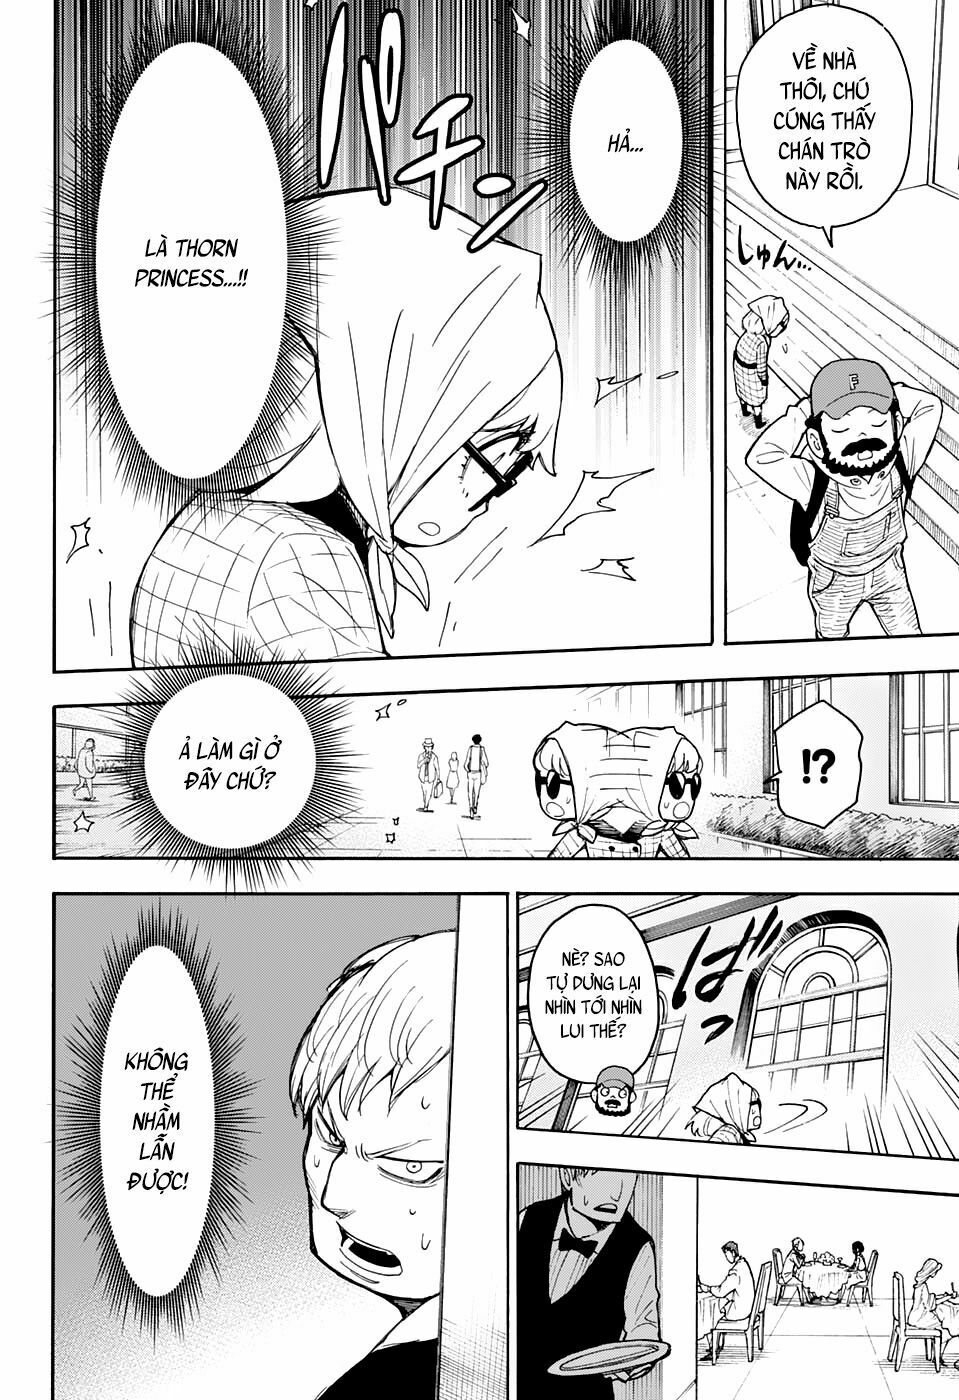 VỀ NHÀ
THÔI, CHÚ
CŨNG THẤY
CHÁN TRÒ
NÀY RỒI.
しゅん...
F
HẢ...
パチン
LÀ THORN
PRINCESS...!!
!?
Ả LÀM GÌ Ở
ĐÂY CHỨ?
ばっ
NÈ? SAO
TỰ DƯNG LẠI
NHÌN TỚI NHÌN
LUI THẾ?
KHÔNG
THỂ
NHẦM
LẪN
ĐƯỢC!